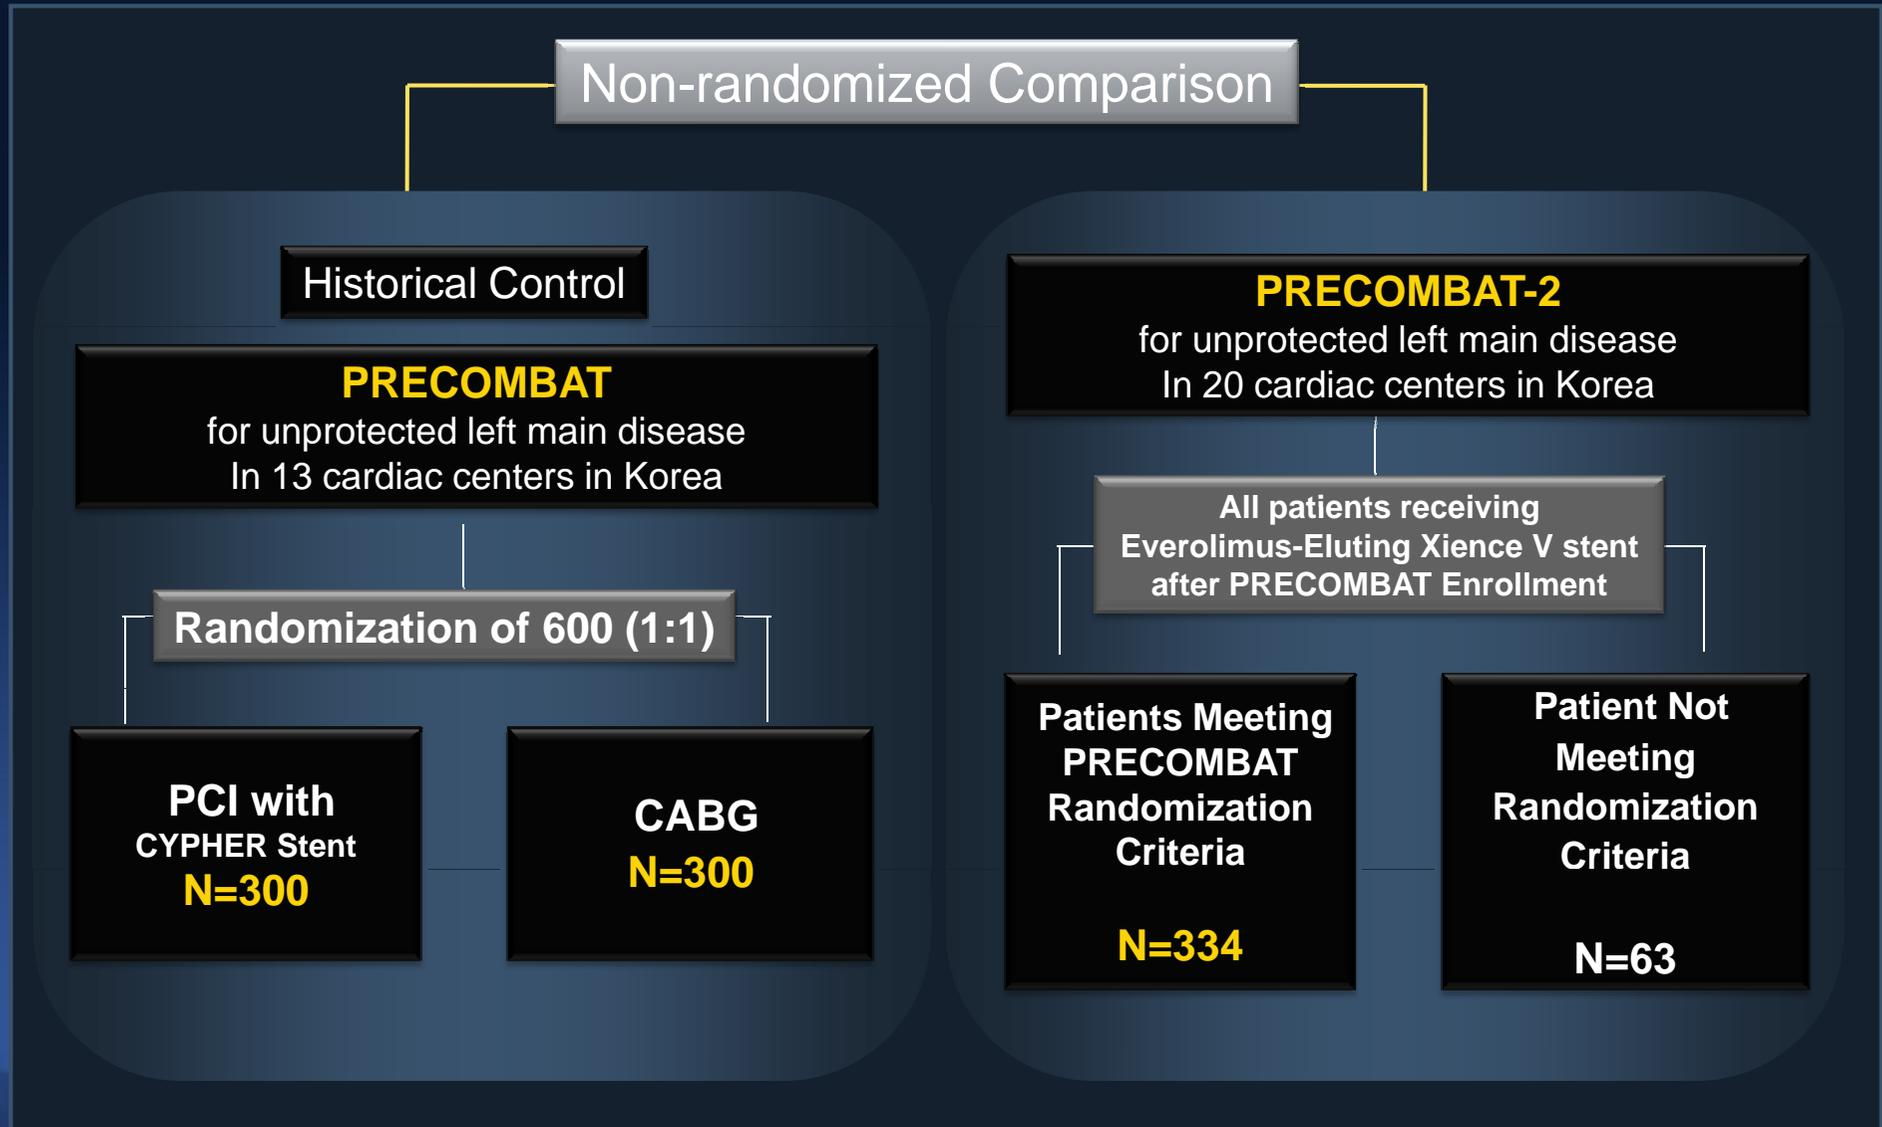 Non-randomized Comparison
Historical Control
PRECOMBAT
for unprotected left main disease
In 13 cardiac centers in Korea
Randomization of 600 (1:1)
PCI with
CYPHER Stent
N=300
CABG
N=300
PRECOMBAT-2
for unprotected left main disease
In 20 cardiac centers in Korea
All patients receiving
Everolimus-Eluting Xience V stent
after PRECOMBAT Enrollment
Patients Meeting
PRECOMBAT
Randomization
Criteria
N=334
Patient Not
Meeting
Randomization
Criteria
N=63